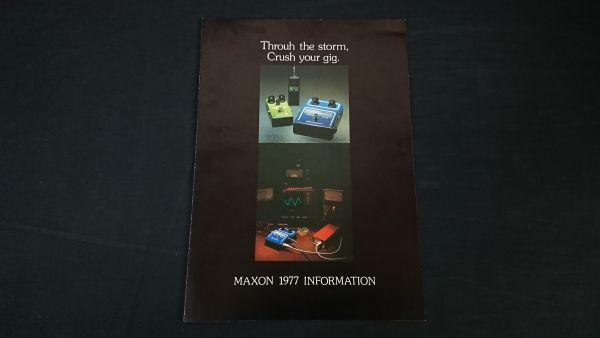 Throuh the storm,
Crush your gig.
MAXON 1977 INFORMATION